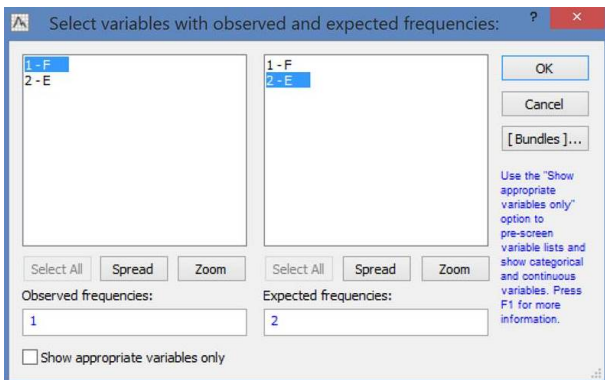 Select variables with observed and expected frequencies:
?
1 - F
2 - E
1 - F
2 - E
OK
Cancel
[ Bundles ]...
Use the "Show
appropriate
variables only"
option to
pre-screen
variable lists and
show categorical
and continuous
variables. Press
F1 for more
information.
Select All
Spread
Zoom
Select All
Spread
Zoom
Observed frequencies:
Expected frequencies:
1
2
Show appropriate variables only